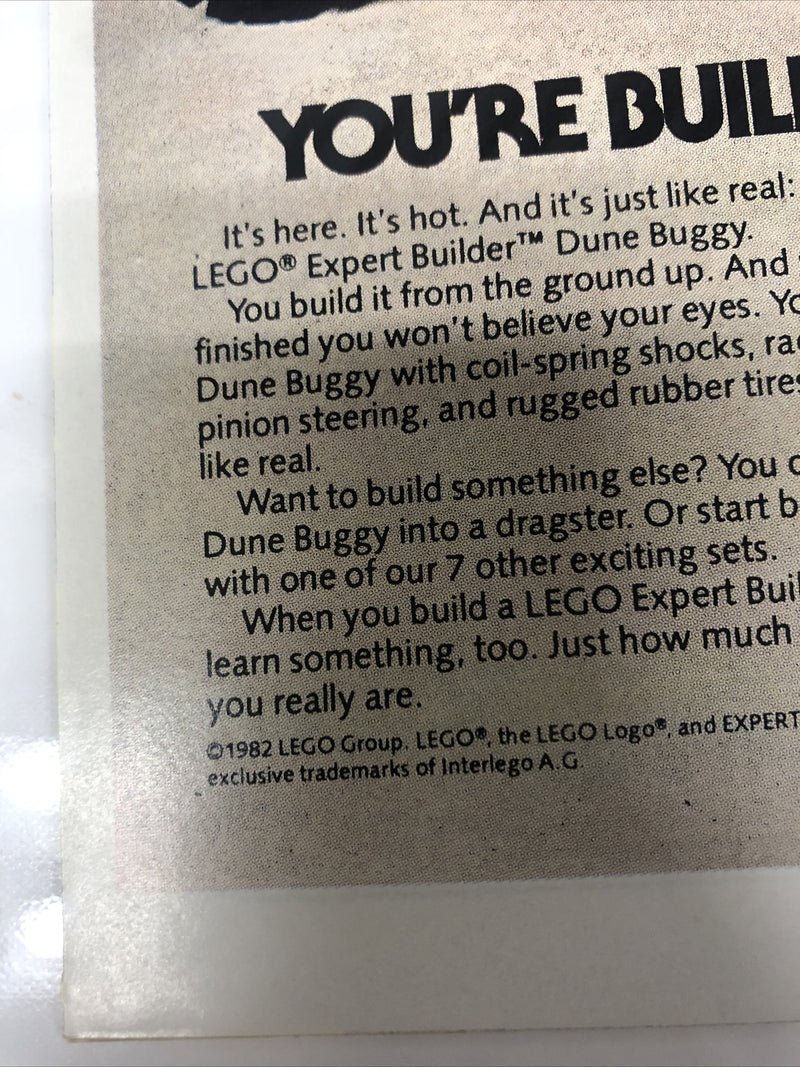 YOU'RE BUIL
It's here. It's hot. And it's just like real:
LEGO® Expert Builder™ Dune Buggy.
You build it from the ground up. And
finished you won't believe your eyes. Yo
Dune Buggy with coil-spring shocks, rac
pinion steering, and rugged rubber tires
like real.
Want to build something else? You c
Dune Buggy into a dragster. Or start b
with one of our 7 other exciting sets.
When you build a LEGO Expert Buil
learn something, too. Just how much
you really are.
©1982 LEGO Group. LEGO®, the LEGO Logo®, and EXPERT
exclusive trademarks of Interlego A.G.